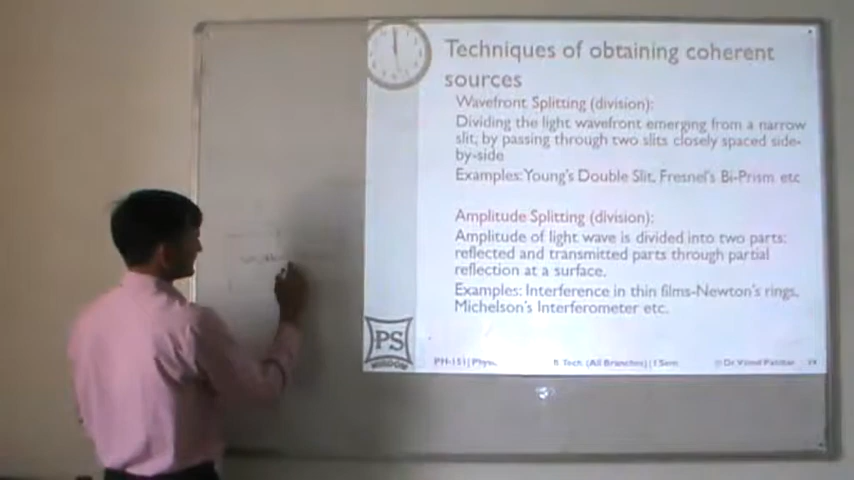 Techniques of obtaining coherent
sources
Wavefront Splitting (division):
Dividing the light wavefront emerging from a narrow
slit, by passing through two slits closely spaced side-
by-side
Examples: Young's Double Slit, Fresnel's Bi-Prism etc
Amplitude Splitting (division):
Amplitude of light wave is divided into two parts:
reflected and transmitted parts through partial
reflection at a surface.
Examples: Interference in thin films-Newton's rings,
Michelson's Interferometer etc.
PS
WISDOM
PH-151| B. Tech. (All Branches)| I Sem